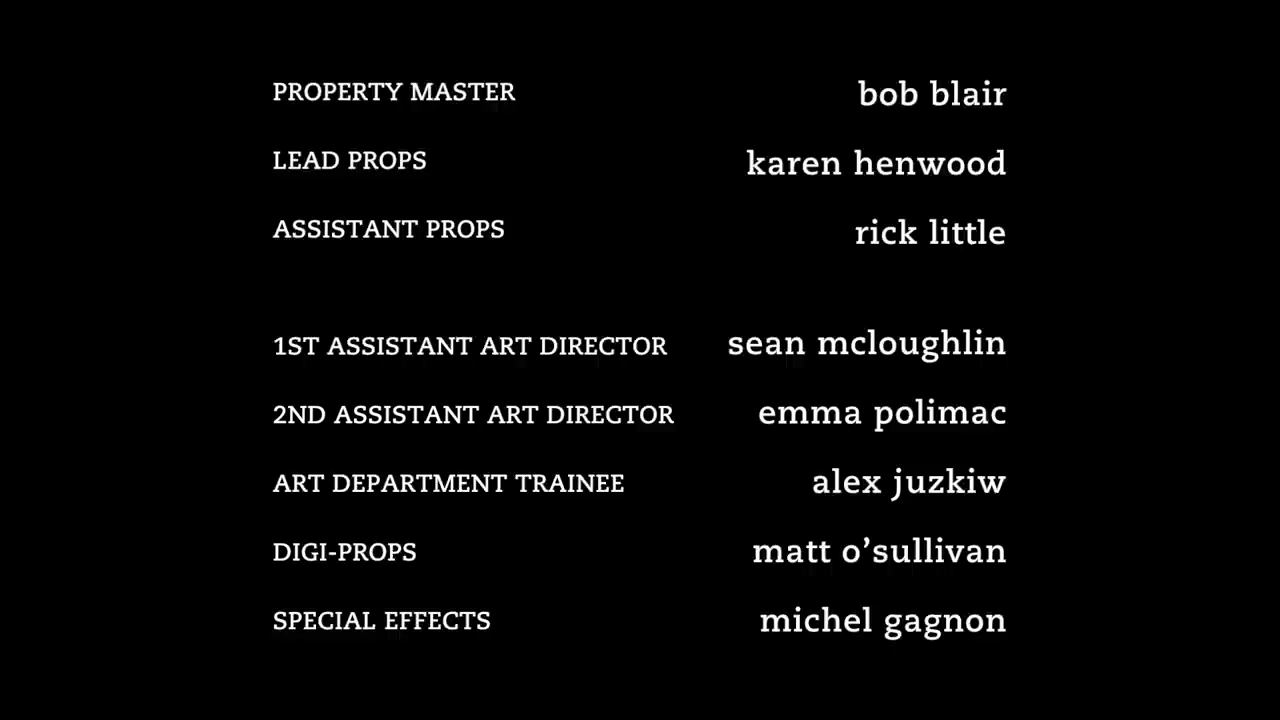 PROPERTY MASTER bob blair
LEAD PROPS karen henwood
ASSISTANT PROPS rick little
1ST ASSISTANT ART DIRECTOR sean mcloughlin
2ND ASSISTANT ART DIRECTOR emma polimac
ART DEPARTMENT TRAINEE alex juzkiw
DIGI-PROPS matt o’sullivan
SPECIAL EFFECTS michel gagnon